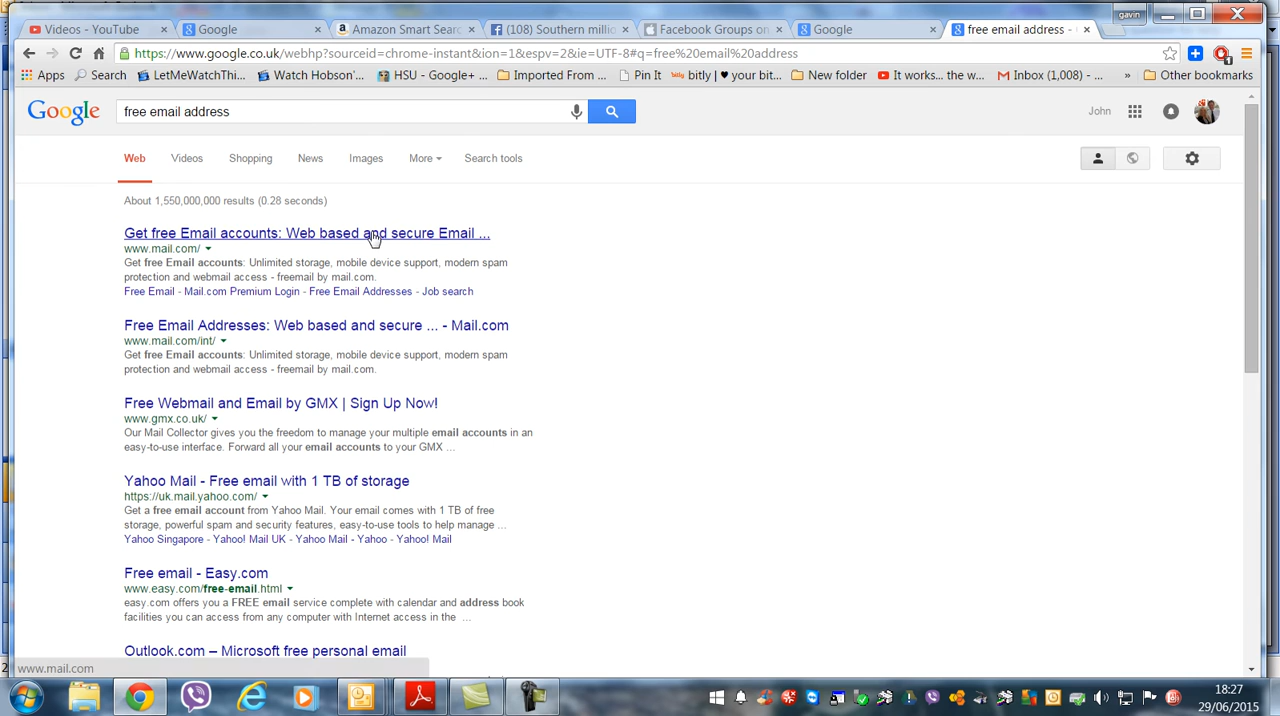 gavin
Videos - YouTube
Google
Amazon Smart Searc
(108) Southern millio
Facebook Groups on
Google
free email address -
https://www.google.co.uk/webhp?sourceid=chrome-instant&ion=1&espv=2&ie=UTF-8#q=free%20email%20address
Apps
Search
LetMeWatchThi...
Watch Hobson'...
HSU - Google+ ...
Imported From ...
Pin It
bitly | ♥ your bit...
New folder
It works... the w...
Inbox (1,008) - ...
»
Other bookmarks
Google
free email address
John
Web
Videos
Shopping
News
Images
More
Search tools
About 1,550,000,000 results (0.28 seconds)
Get free Email accounts: Web based and secure Email ...
www.mail.com/
Get free Email accounts: Unlimited storage, mobile device support, modern spam
protection and webmail access - freemail by mail.com.
Free Email - Mail.com Premium Login - Free Email Addresses - Job search
Free Email Addresses: Web based and secure ... - Mail.com
www.mail.com/int/
Get free Email accounts: Unlimited storage, mobile device support, modern spam
protection and webmail access - freemail by mail.com.
Free Webmail and Email by GMX | Sign Up Now!
www.gmx.co.uk/
Our Mail Collector gives you the freedom to manage your multiple email accounts in an
easy-to-use interface. Forward all your email accounts to your GMX ...
Yahoo Mail - Free email with 1 TB of storage
https://uk.mail.yahoo.com/
Get a free email account from Yahoo Mail. Your email comes with 1 TB of free
storage, powerful spam and security features, easy-to-use tools to help manage ...
Yahoo Singapore - Yahoo! Mail UK - Yahoo Mail - Yahoo - Yahoo! Mail
Free email - Easy.com
www.easy.com/free-email.html
easy.com offers you a FREE email service complete with calendar and address book
facilities you can access from any computer with Internet access in the ...
Outlook.com – Microsoft free personal email
www.mail.com
18:27
29/06/2015